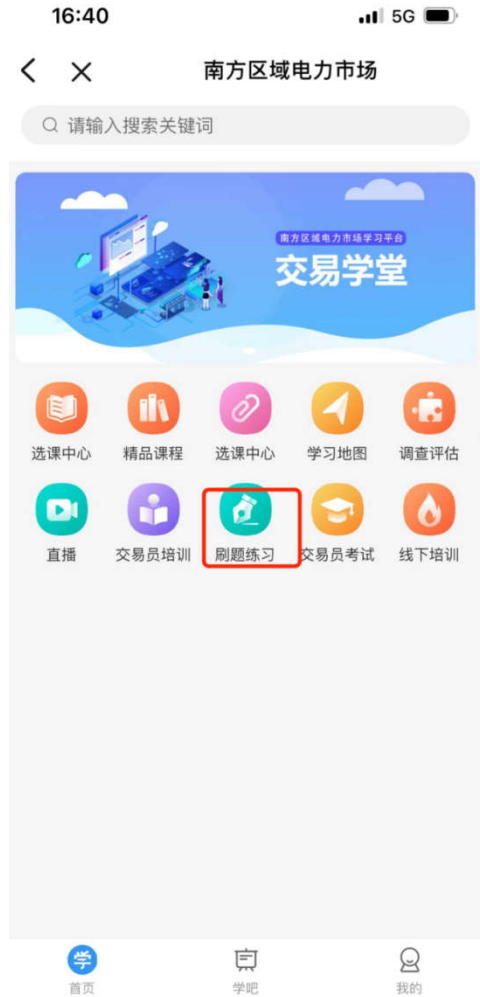 16:40 5G
南方区域电力市场
请输入搜索关键词
南方区域电力市场学习平台
交易学堂
选课中心 精品课程 选课中心 学习地图 调查评估
直播 交易员培训 刷题练习 交易员考试 线下培训
学
首页 学吧 我的